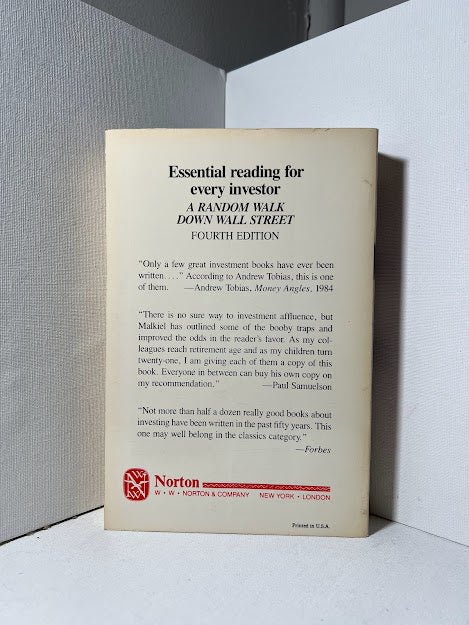 Essential reading for
every investor
A RANDOM WALK
DOWN WALL STREET
FOURTH EDITION
“Only a few great investment books have ever been
written. . . .” According to Andrew Tobias, this is one
of them. —Andrew Tobias, Money Angles, 1984
“There is no sure way to investment affluence, but
Malkiel has outlined some of the booby traps and
improved the odds in the reader's favor. As my col-
leagues reach retirement age and as my children turn
twenty-one, I am giving each of them a copy of this
book. Everyone in between can buy his own copy on
my recommendation.” —Paul Samuelson
“Not more than half a dozen really good books about
investing have been written in the past fifty years. This
one may well belong in the classics category.”
—Forbes
Norton
W • W • NORTON & COMPANY NEW YORK • LONDON
Printed in U.S.A.